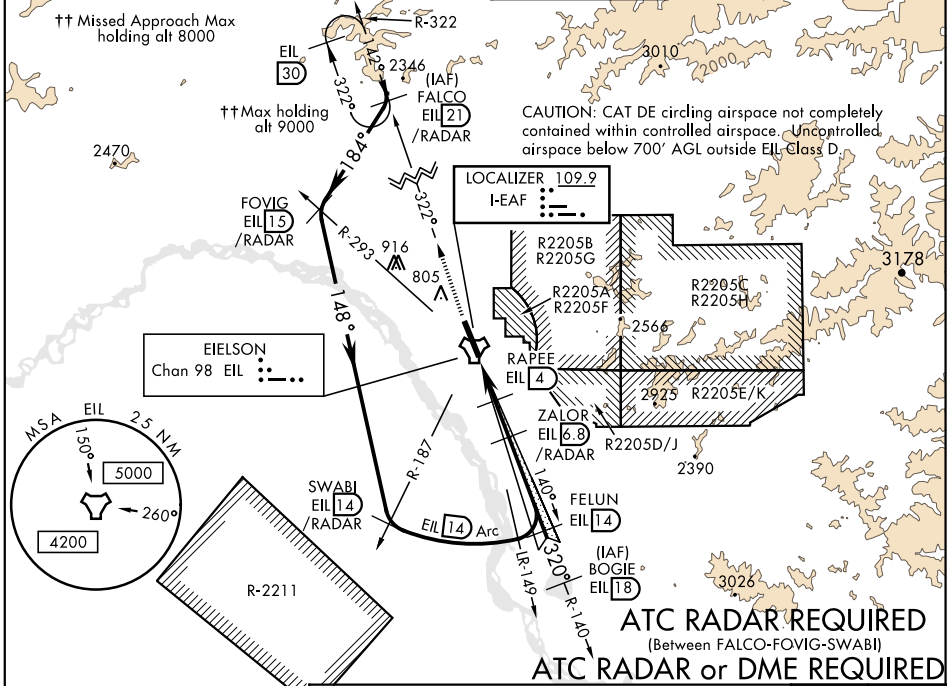 †† Missed Approach Max
holding alt 8000
R-322
EIL
30
142°
322°
2346
(IAF)
FALCO
EIL 21
/RADAR
3010
2000
†† Max holding
alt 9000
CAUTION: CAT DE circling airspace not completely
contained within controlled airspace. Uncontrolled
airspace below 700' AGL outside EIL Class D.
2470
184°
LOCALIZER 109.9
I-EAF
322°
FOVIG
EIL 15
/RADAR
R-293
916
805
R2205B
R2205G
R2205A
R2205F
R2205C
R2205H
3178
2566
148°
EIELSON
Chan 98 EIL
RAPEE
EIL 4
2925
R2205E/K
ZALOR
EIL 6.8
/RADAR
R2205D/J
2390
MSA EIL 25 NM
150°
5000
260°
4200
R-187
SWABI
EIL 14
/RADAR
EIL 14 Arc
140°
FELUN
EIL 14
320°
(IAF)
BOGIE
EIL 18
LR-149
R-140
R-2211
3026
ATC RADAR REQUIRED
(Between FALCO-FOVIG-SWABI)
ATC RADAR or DME REQUIRED